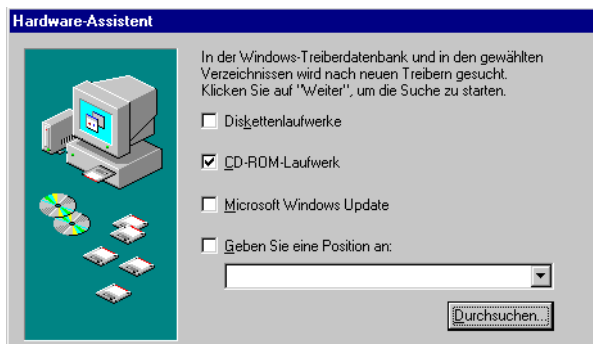 Hardware-Assistent
In der Windows-Treiberdatenbank und in den gewählten
Verzeichnissen wird nach neuen Treibern gesucht.
Klicken Sie auf "Weiter", um die Suche zu starten.
Diskettenlaufwerke
CD-ROM-Laufwerk
Microsoft Windows Update
Geben Sie eine Position an:
Durchsuchen...